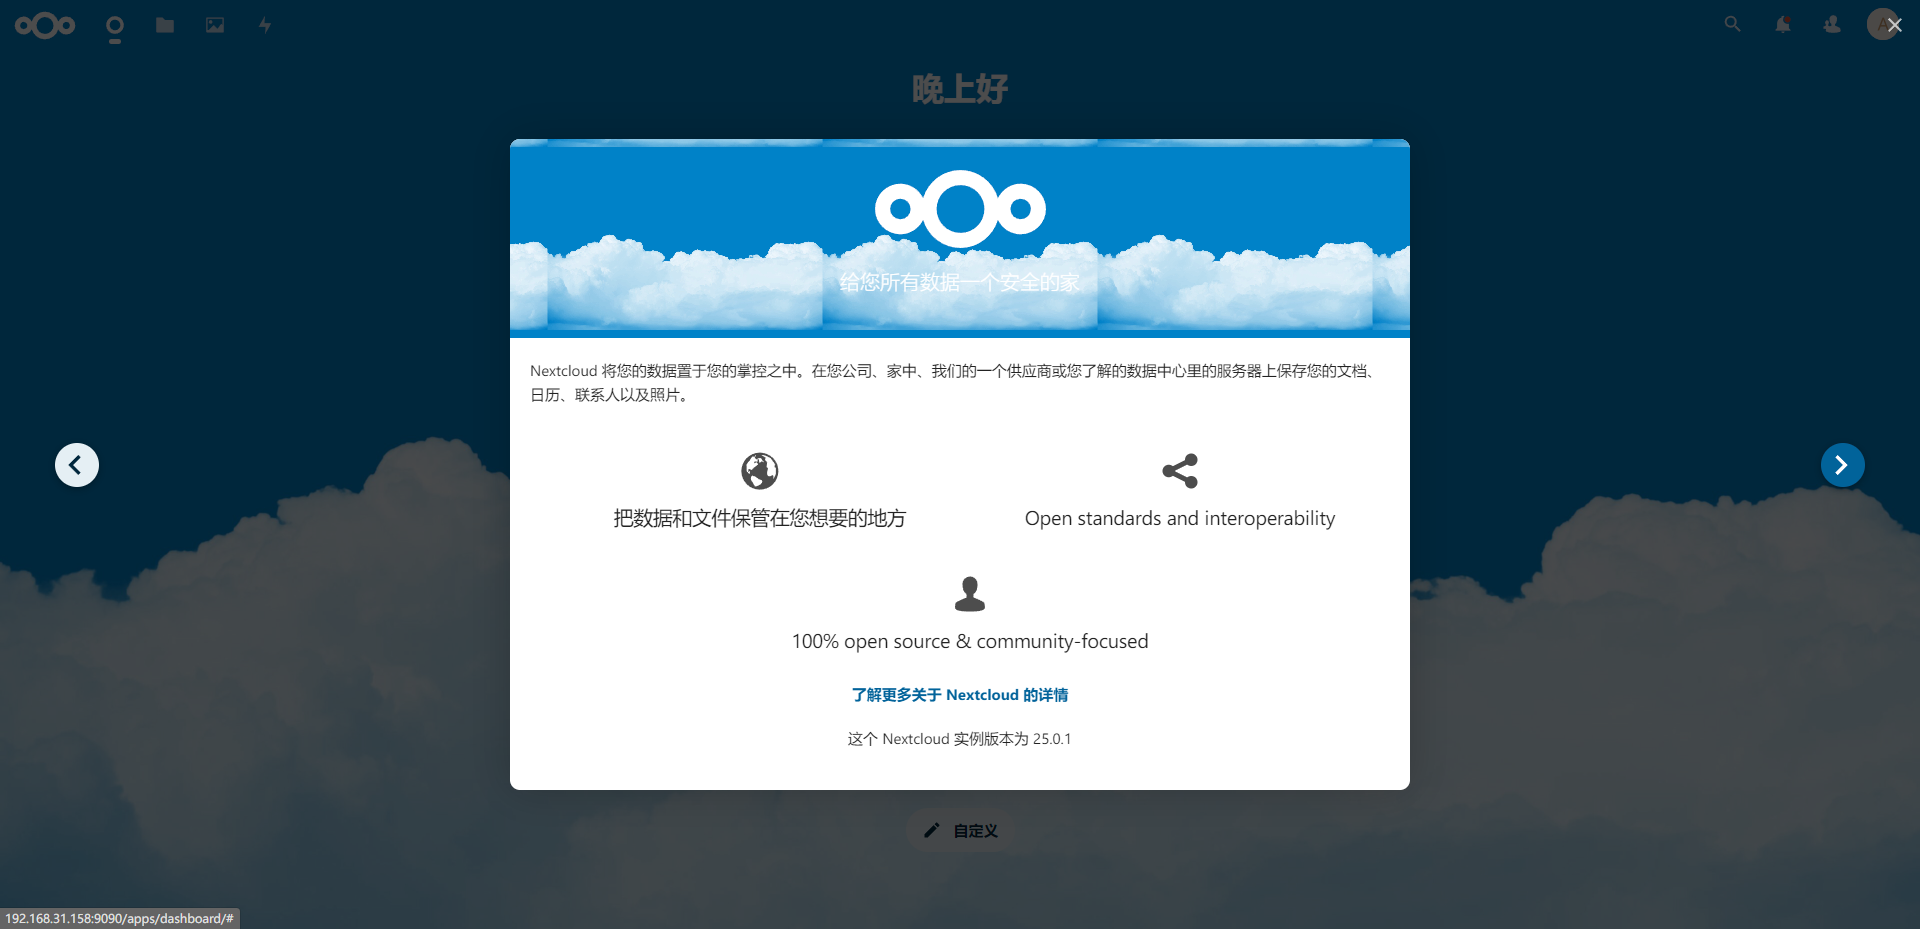 A
晚上好
给您所有数据一个安全的家
Nextcloud 将您的数据置于您的掌控之中。在您公司、家中、我们的一个供应商或您了解的数据中心里的服务器上保存您的文档、
日历、联系人以及照片。
把数据和文件保管在您想要的地方
Open standards and interoperability
100% open source & community-focused
了解更多关于 Nextcloud 的详情
这个 Nextcloud 实例版本为 25.0.1
自定义
192.168.31.158:9090/apps/dashboard/#